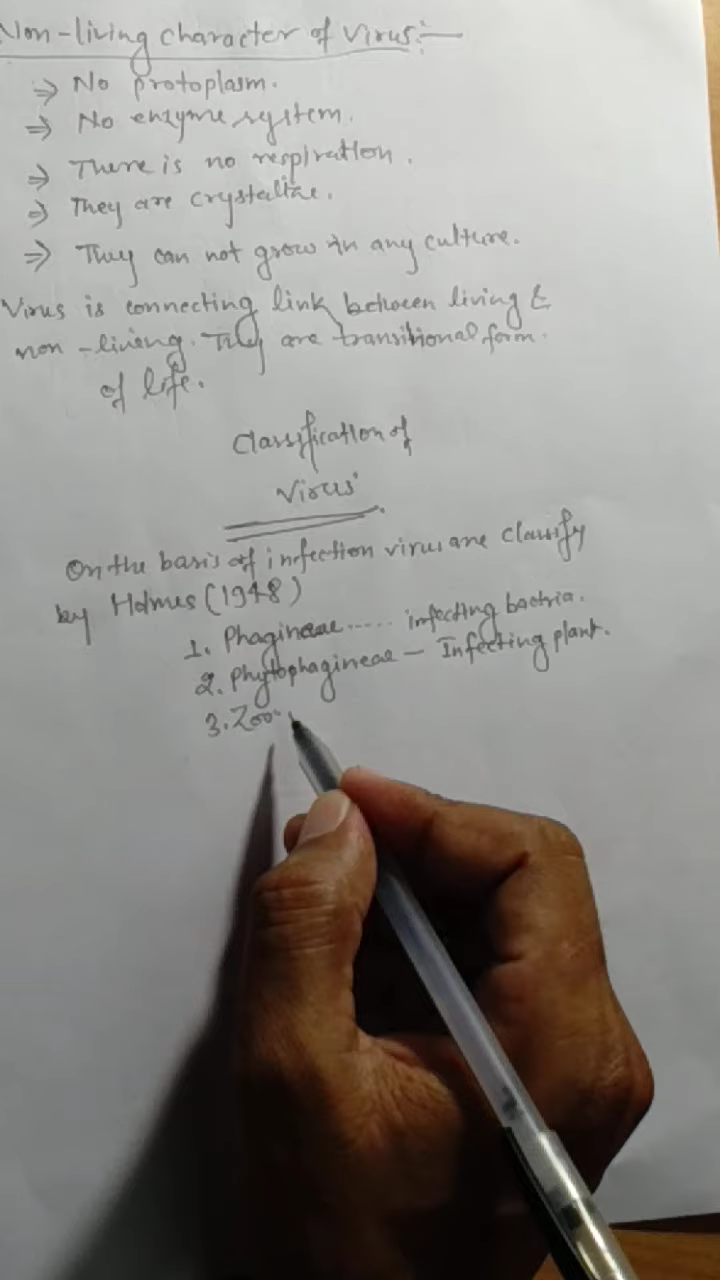 Non-living character of Virus:—
⇒ No protoplasm.
⇒ No enzyme system.
⇒ There is no respiration.
⇒ They are crystalize.
⇒ They can not grow in any culture.
Virus is connecting link between living &
non-living. They are transitional form
of life.
Classification of
Virus
On the basis of infection virus are classify
by Holmes (1948)
1. Phagineae..... infecting bactria.
2. Phytophagineae - Infecting plant.
3. Zoo